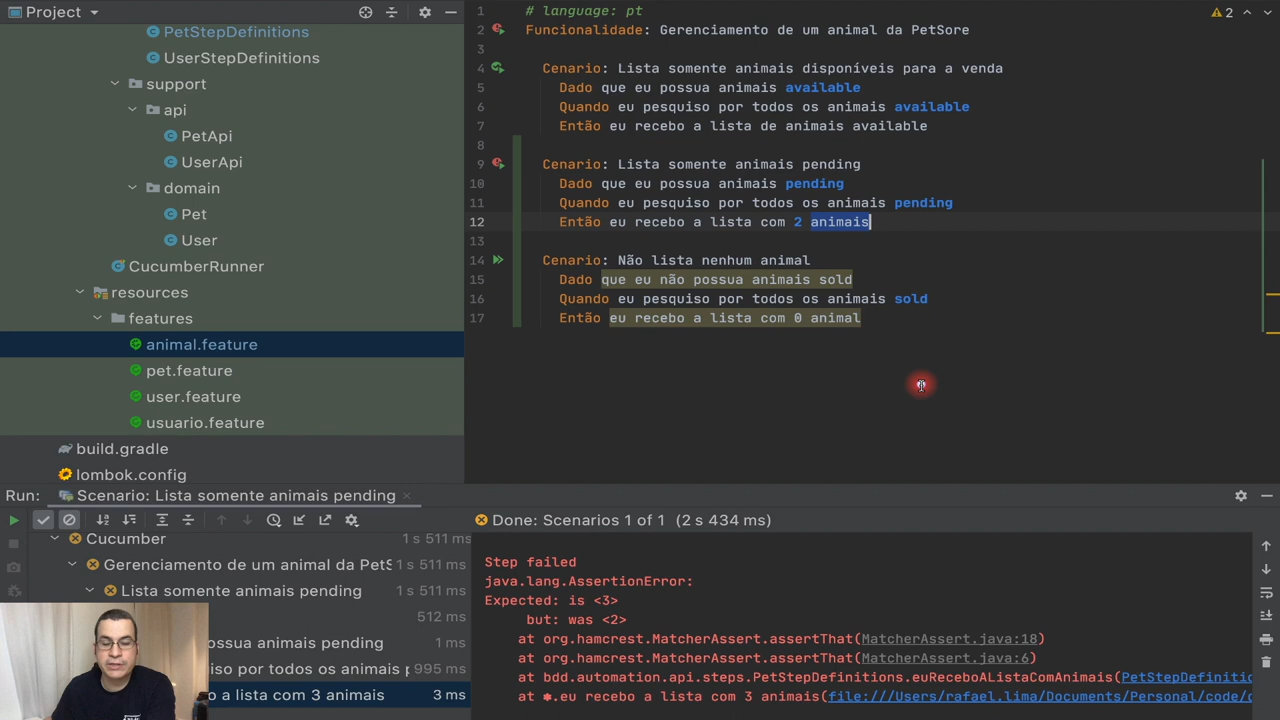 Project
PetStepDefinitions
UserStepDefinitions
support
api
PetApi
UserApi
domain
Pet
User
CucumberRunner
resources
features
animal.feature
pet.feature
user.feature
usuario.feature
build.gradle
lombok.config
2
1 # language: pt
2 Funcionalidade: Gerenciamento de um animal da PetSore
3
4 Cenario: Lista somente animais disponíveis para a venda
5 Dado que eu possua animais available
6 Quando eu pesquiso por todos os animais available
7 Então eu recebo a lista de animais available
8
9 Cenario: Lista somente animais pending
10 Dado que eu possua animais pending
11 Quando eu pesquiso por todos os animais pending
12 Então eu recebo a lista com 2 animais
13
14 Cenario: Não lista nenhum animal
15 Dado que eu não possua animais sold
16 Quando eu pesquiso por todos os animais sold
17 Então eu recebo a lista com 0 animal
Run: Scenario: Lista somente animais pending
Cucumber 1 s 511 ms
Gerenciamento de um animal da PetS 1 s 511 ms
Lista somente animais pending 1 s 511 ms
512 ms
ossua animais pending 1 ms
iso por todos os animais p 995 ms
o a lista com 3 animais 3 ms
Done: Scenarios 1 of 1 (2 s 434 ms)
Step failed
java.lang.AssertionError:
Expected: is <3>
but: was <2>
at org.hamcrest.MatcherAssert.assertThat(MatcherAssert.java:18)
at org.hamcrest.MatcherAssert.assertThat(MatcherAssert.java:6)
at bdd.automation.api.steps.PetStepDefinitions.euReceboAListaComAnimais(PetStepDefinitio
at ✽.eu recebo a lista com 3 animais(file:///Users/rafael.lima/Documents/Personal/code/